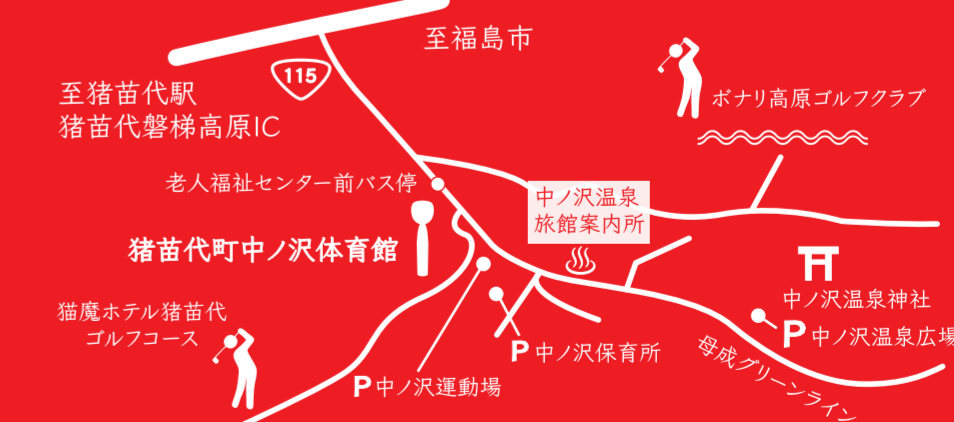 至福島市
115
至猪苗代駅
猪苗代磐梯高原IC
ボナリ高原ゴルフクラブ
老人福祉センター前バス停
中ノ沢温泉
旅館案内所
猪苗代町中ノ沢体育館
中ノ沢温泉神社
猫魔ホテル猪苗代
ゴルフコース
P 中ノ沢温泉広場
P 中ノ沢保育所
母成グリーンライン
P 中ノ沢運動場